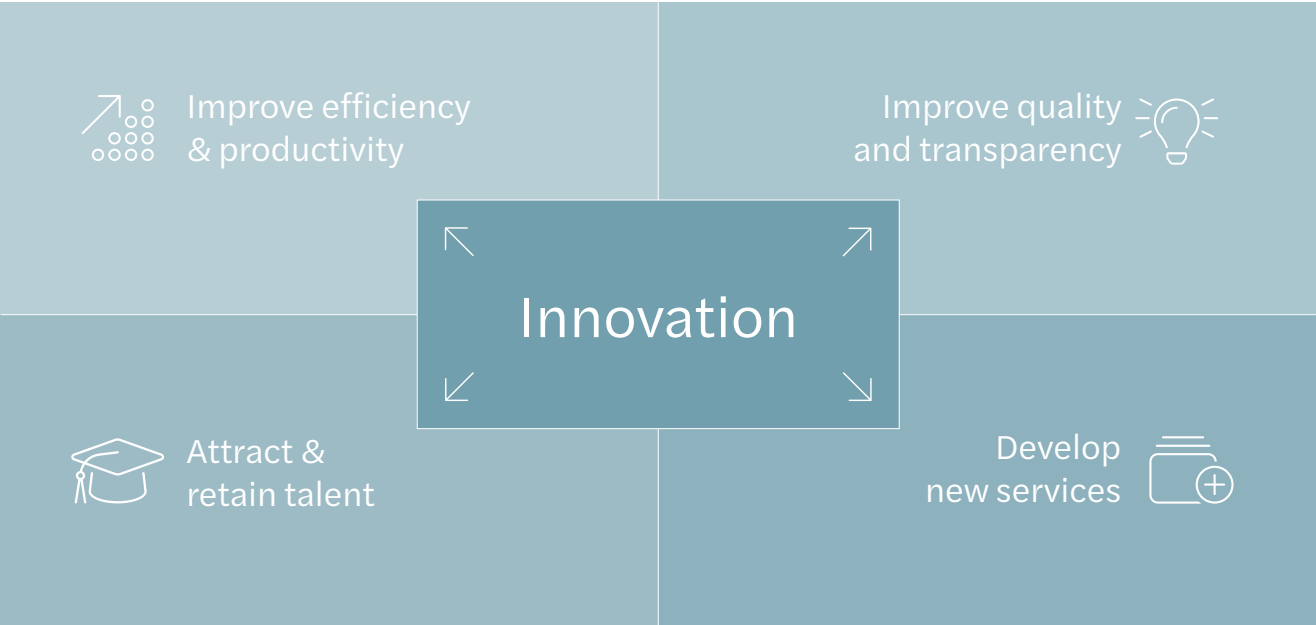 Improve efficiency
& productivity
Improve quality
and transparency
Innovation
Attract &
retain talent
Develop
new services